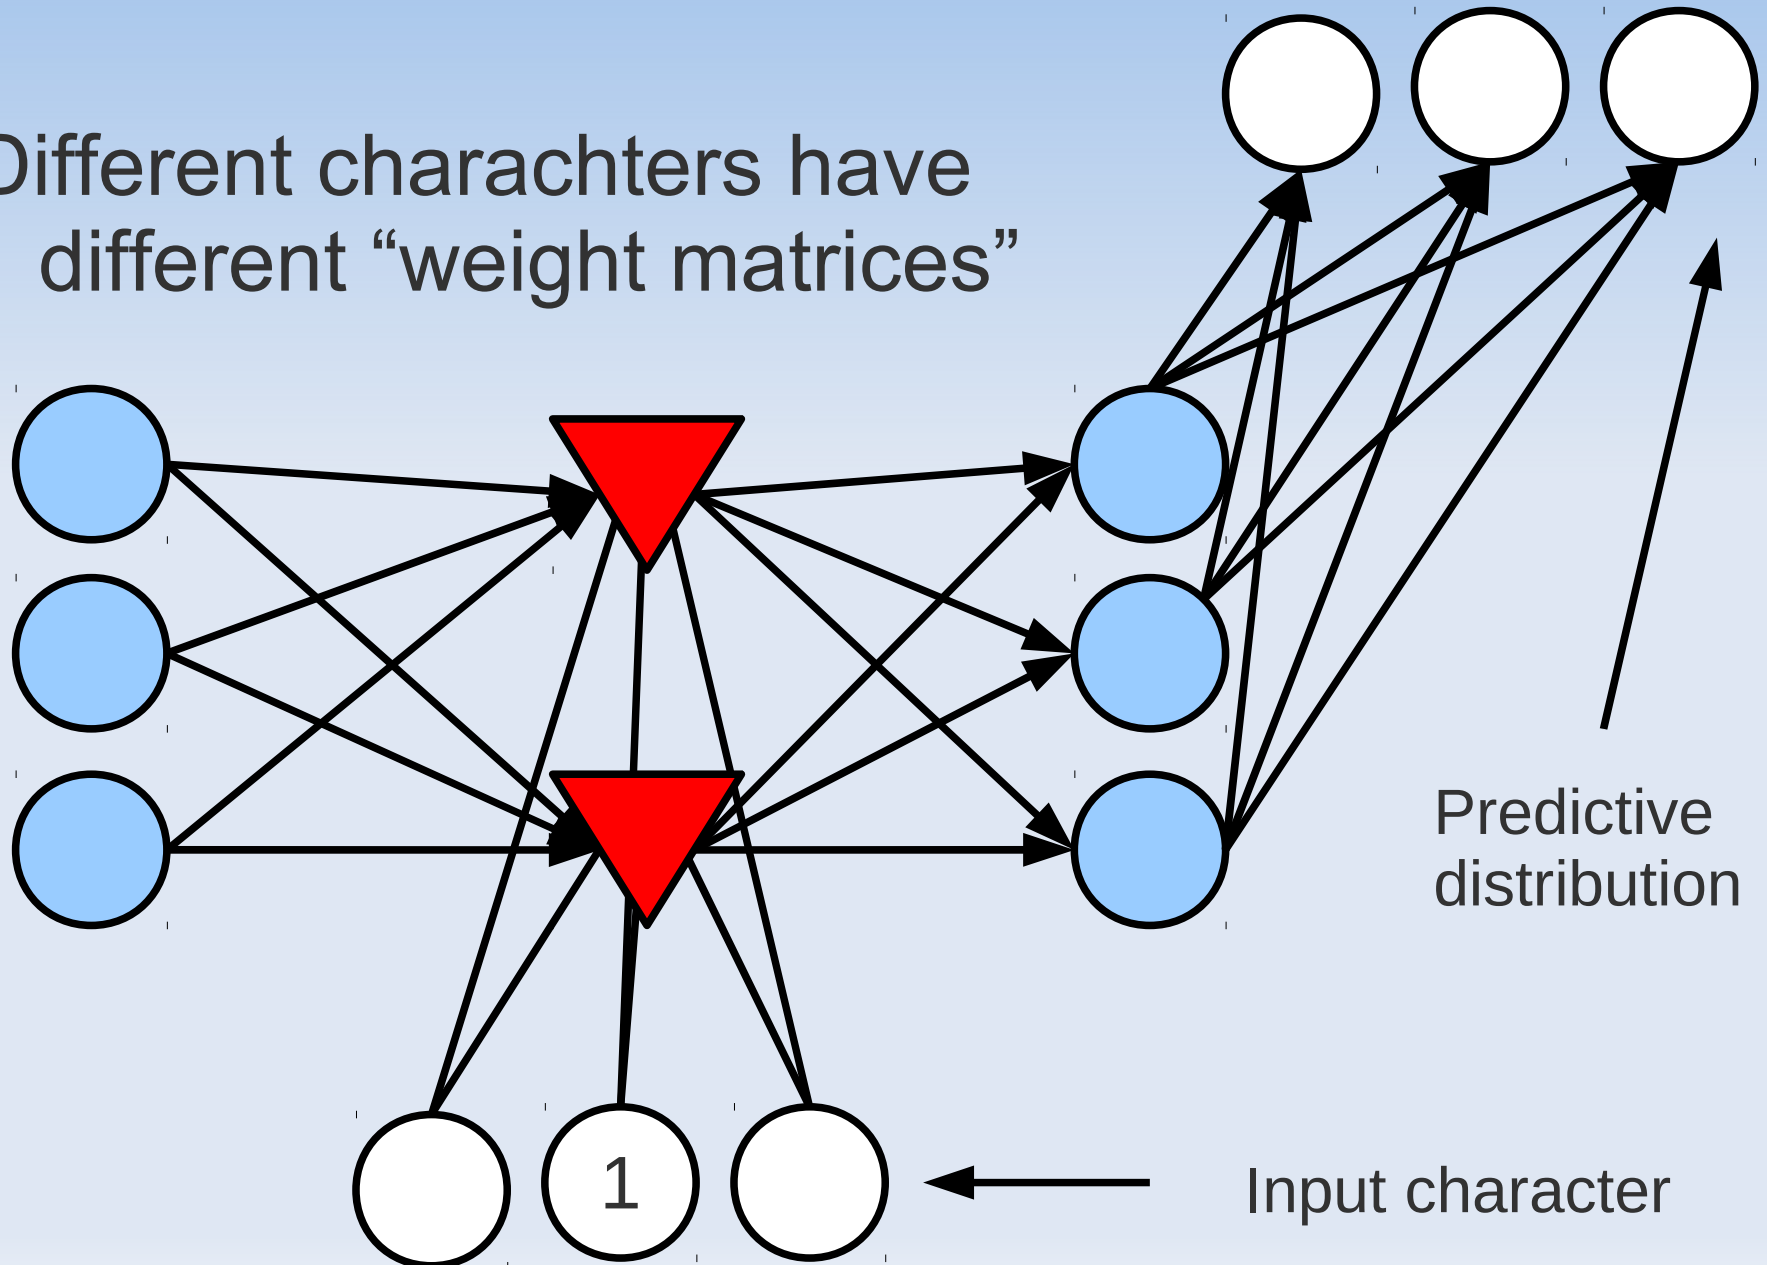 Different charachters have
different “weight matrices”
Predictive
distribution
1
Input character